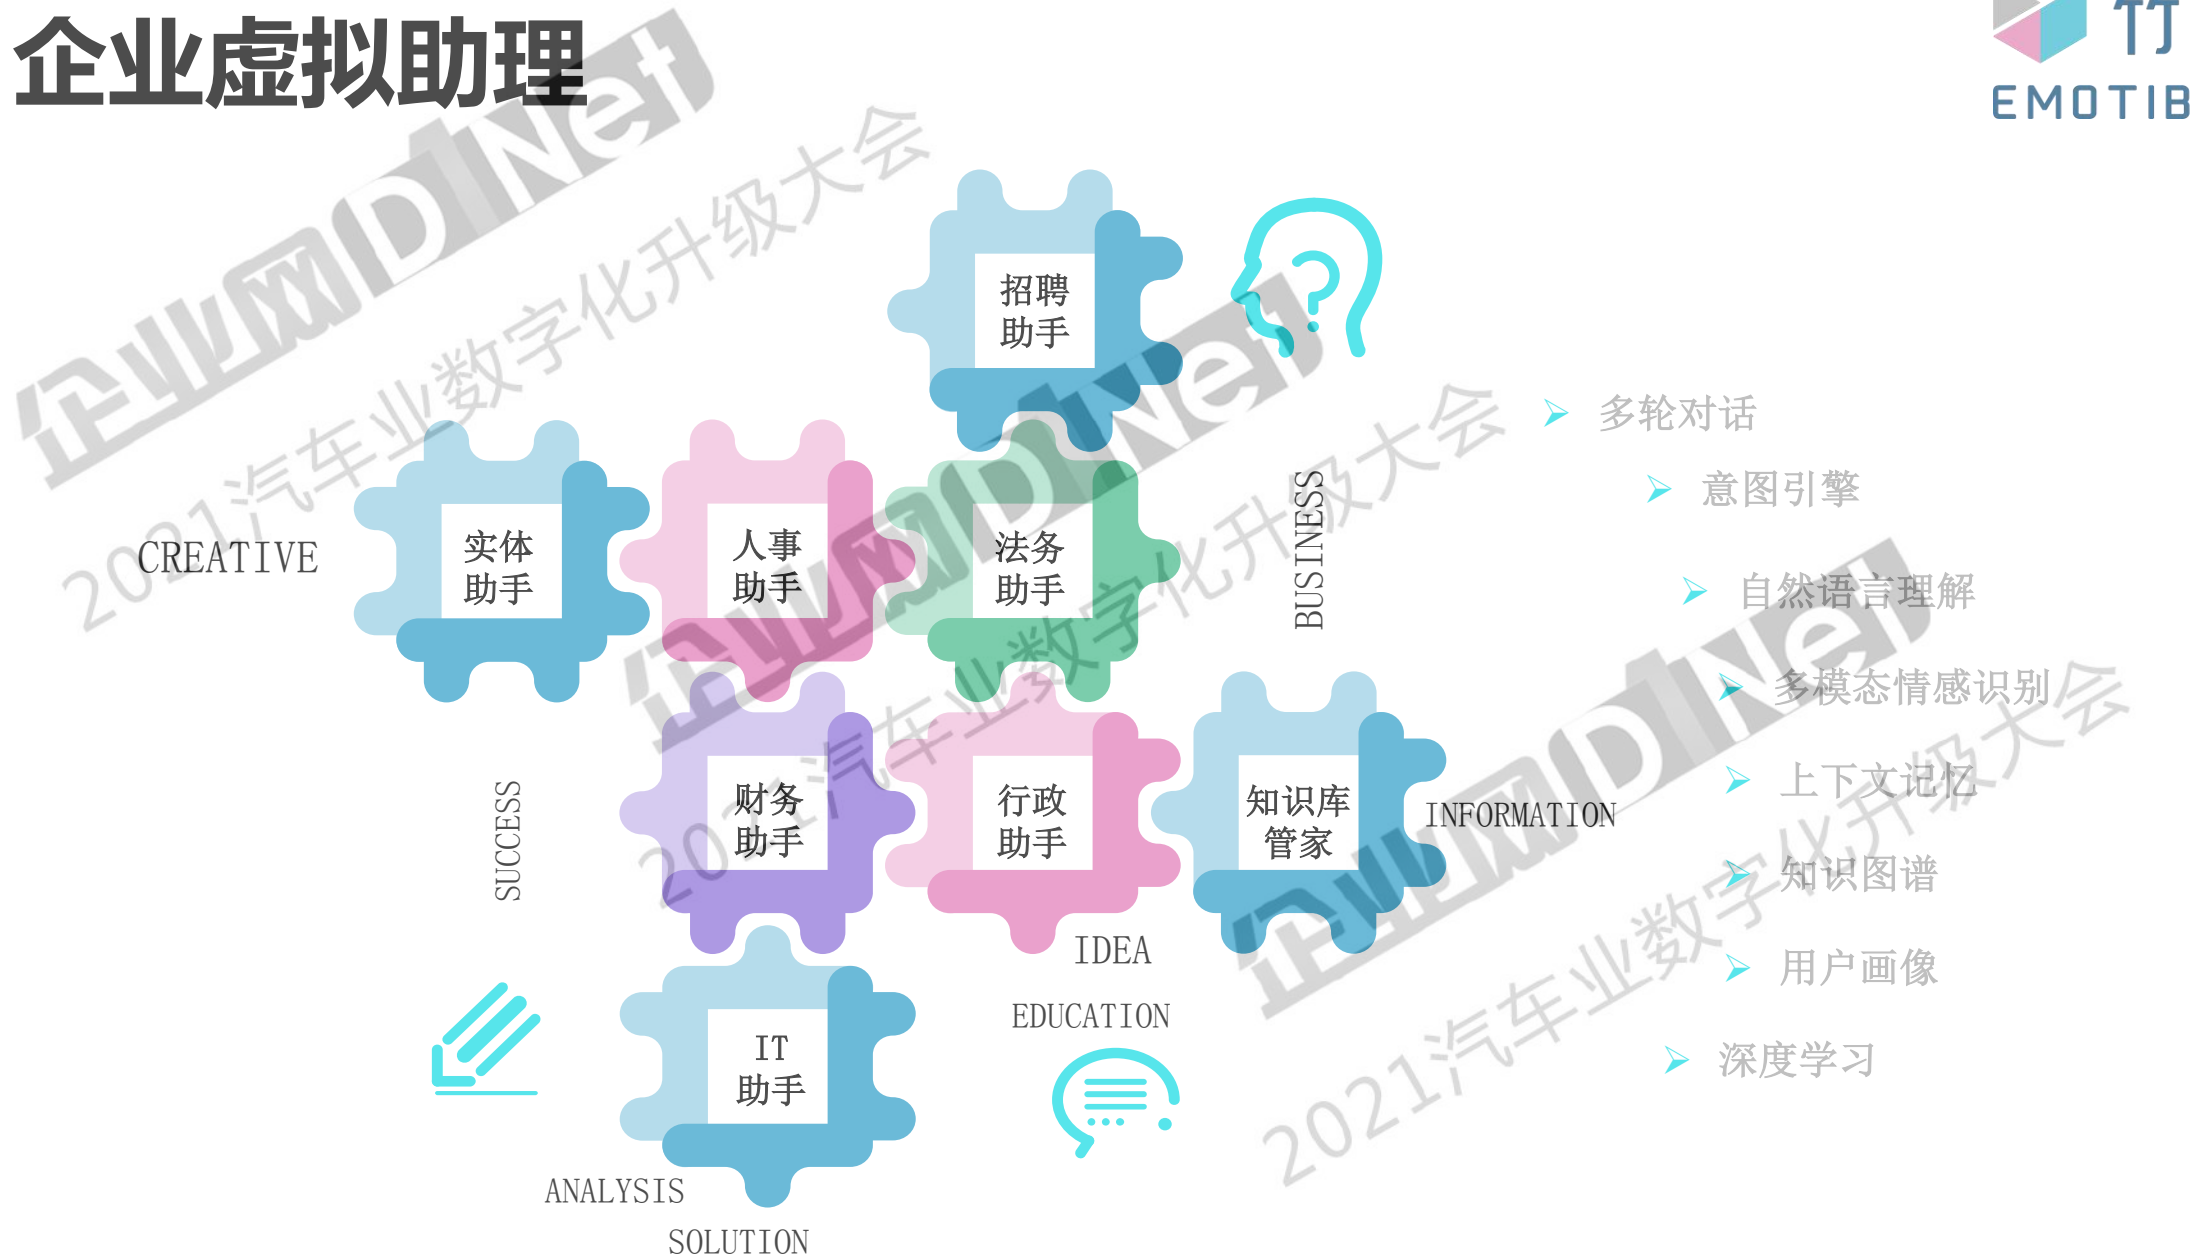 企业虚拟助理
竹
EMOTIB
招聘
助手
实体
助手
人事
助手
法务
助手
CREATIVE
BUSINESS
财务
助手
行政
助手
知识库
管家
SUCCESS
INFORMATION
IDEA
EDUCATION
IT
助手
ANALYSIS
SOLUTION
多轮对话
意图引擎
自然语言理解
多模态情感识别
上下文记忆
知识图谱
用户画像
深度学习
企业网D1Net
2021汽车业数字化升级大会
企业网D1Net
2021汽车业数字化升级大会
企业网D1Net
2021汽车业数字化升级大会